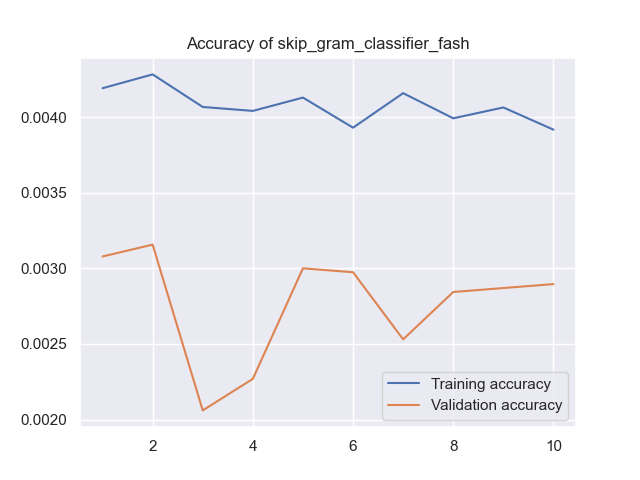 Accuracy of skip_gram_classifier_fash
0.0040
0.0035
0.0030
0.0025
0.0020
Training accuracy
Validation accuracy
2 4 6 8 10